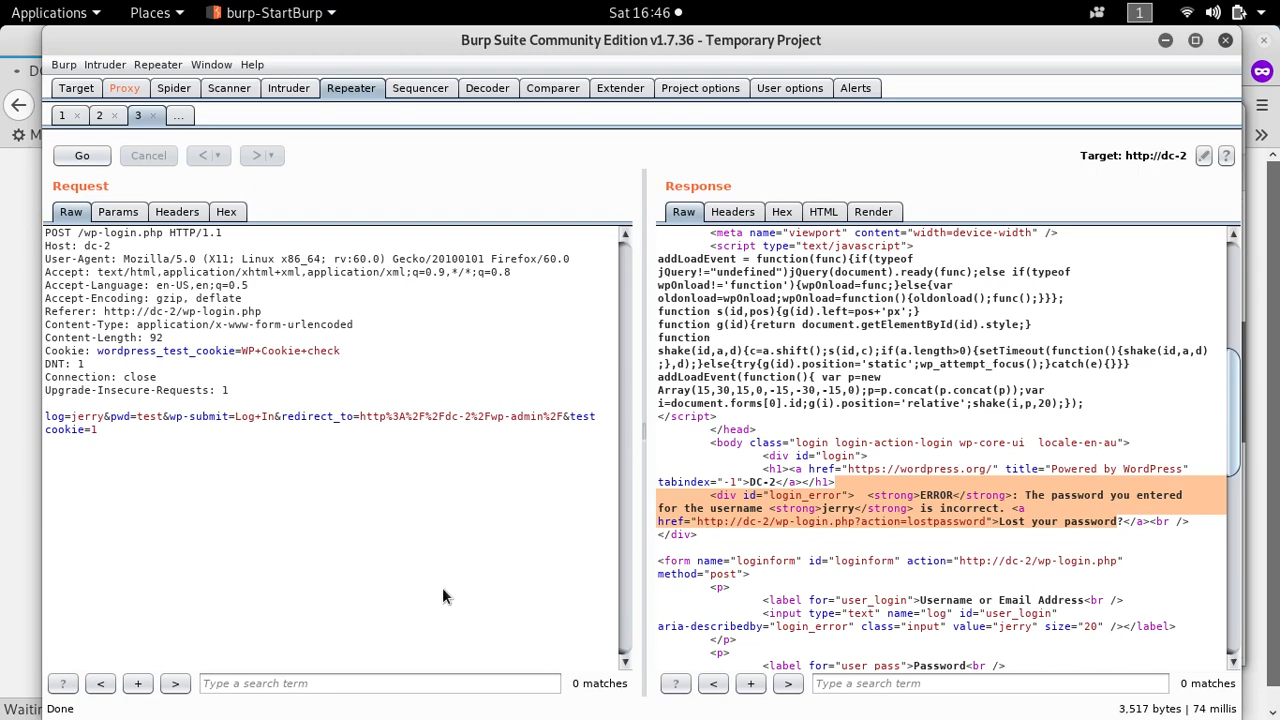 Applications Places burp-StartBurp Sat 16:46 1
Burp Suite Community Edition v1.7.36 - Temporary Project
Burp Intruder Repeater Window Help
Target Proxy Spider Scanner Intruder Repeater Sequencer Decoder Comparer Extender Project options User options Alerts
1 × 2 × 3 × ...
Go Cancel < > Target: http://dc-2 ?
Request
Raw Params Headers Hex
POST /wp-login.php HTTP/1.1
Host: dc-2
User-Agent: Mozilla/5.0 (X11; Linux x86_64; rv:60.0) Gecko/20100101 Firefox/60.0
Accept: text/html,application/xhtml+xml,application/xml;q=0.9,*/*;q=0.8
Accept-Language: en-US,en;q=0.5
Accept-Encoding: gzip, deflate
Referer: http://dc-2/wp-login.php
Content-Type: application/x-www-form-urlencoded
Content-Length: 92
Cookie: wordpress_test_cookie=WP+Cookie+check
DNT: 1
Connection: close
Upgrade-Insecure-Requests: 1
log=jerry&pwd=test&wp-submit=Log+In&redirect_to=http%3A%2F%2Fdc-2%2Fwp-admin%2F&test
cookie=1
? < + > Type a search term 0 matches
Response
Raw Headers Hex HTML Render
<meta name="viewport" content="width=device-width" />
<script type="text/javascript">
addLoadEvent = function(func){if(typeof
jQuery!="undefined")jQuery(document).ready(func);else if(typeof
wpOnload!='function'){wpOnload=func;}else{var
oldonload=wpOnload;wpOnload=function(){oldonload();func();}}};
function s(id,pos){g(id).left=pos+'px';}
function g(id){return document.getElementById(id).style;}
function
shake(id,a,d){c=a.shift();s(id,c);if(a.length>0){setTimeout(function(){shake(id,a,d)
;},d);}else{try{g(id).position='static';wp_attempt_focus();}catch(e){}}}
addLoadEvent(function(){ var p=new
Array(15,30,15,0,-15,-30,-15,0);p=p.concat(p.concat(p));var
i=document.forms[0].id;g(i).position='relative';shake(i,p,20);});
</script>
</head>
<body class="login login-action-login wp-core-ui  locale-en-au">
<div id="login">
<h1><a href="https://wordpress.org/" title="Powered by WordPress"
tabindex="-1">DC-2</a></h1>
<div id="login_error">  <strong>ERROR</strong>: The password you entered
for the username <strong>jerry</strong> is incorrect. <a
href="http://dc-2/wp-login.php?action=lostpassword">Lost your password?</a><br />
</div>
<form name="loginform" id="loginform" action="http://dc-2/wp-login.php"
method="post">
<p>
<label for="user_login">Username or Email Address<br />
<input type="text" name="log" id="user_login"
aria-describedby="login_error" class="input" value="jerry" size="20" /></label>
</p>
<p>
<label for="user_pass">Password<br />
? < + > Type a search term 0 matches
Done 3,517 bytes | 74 millis